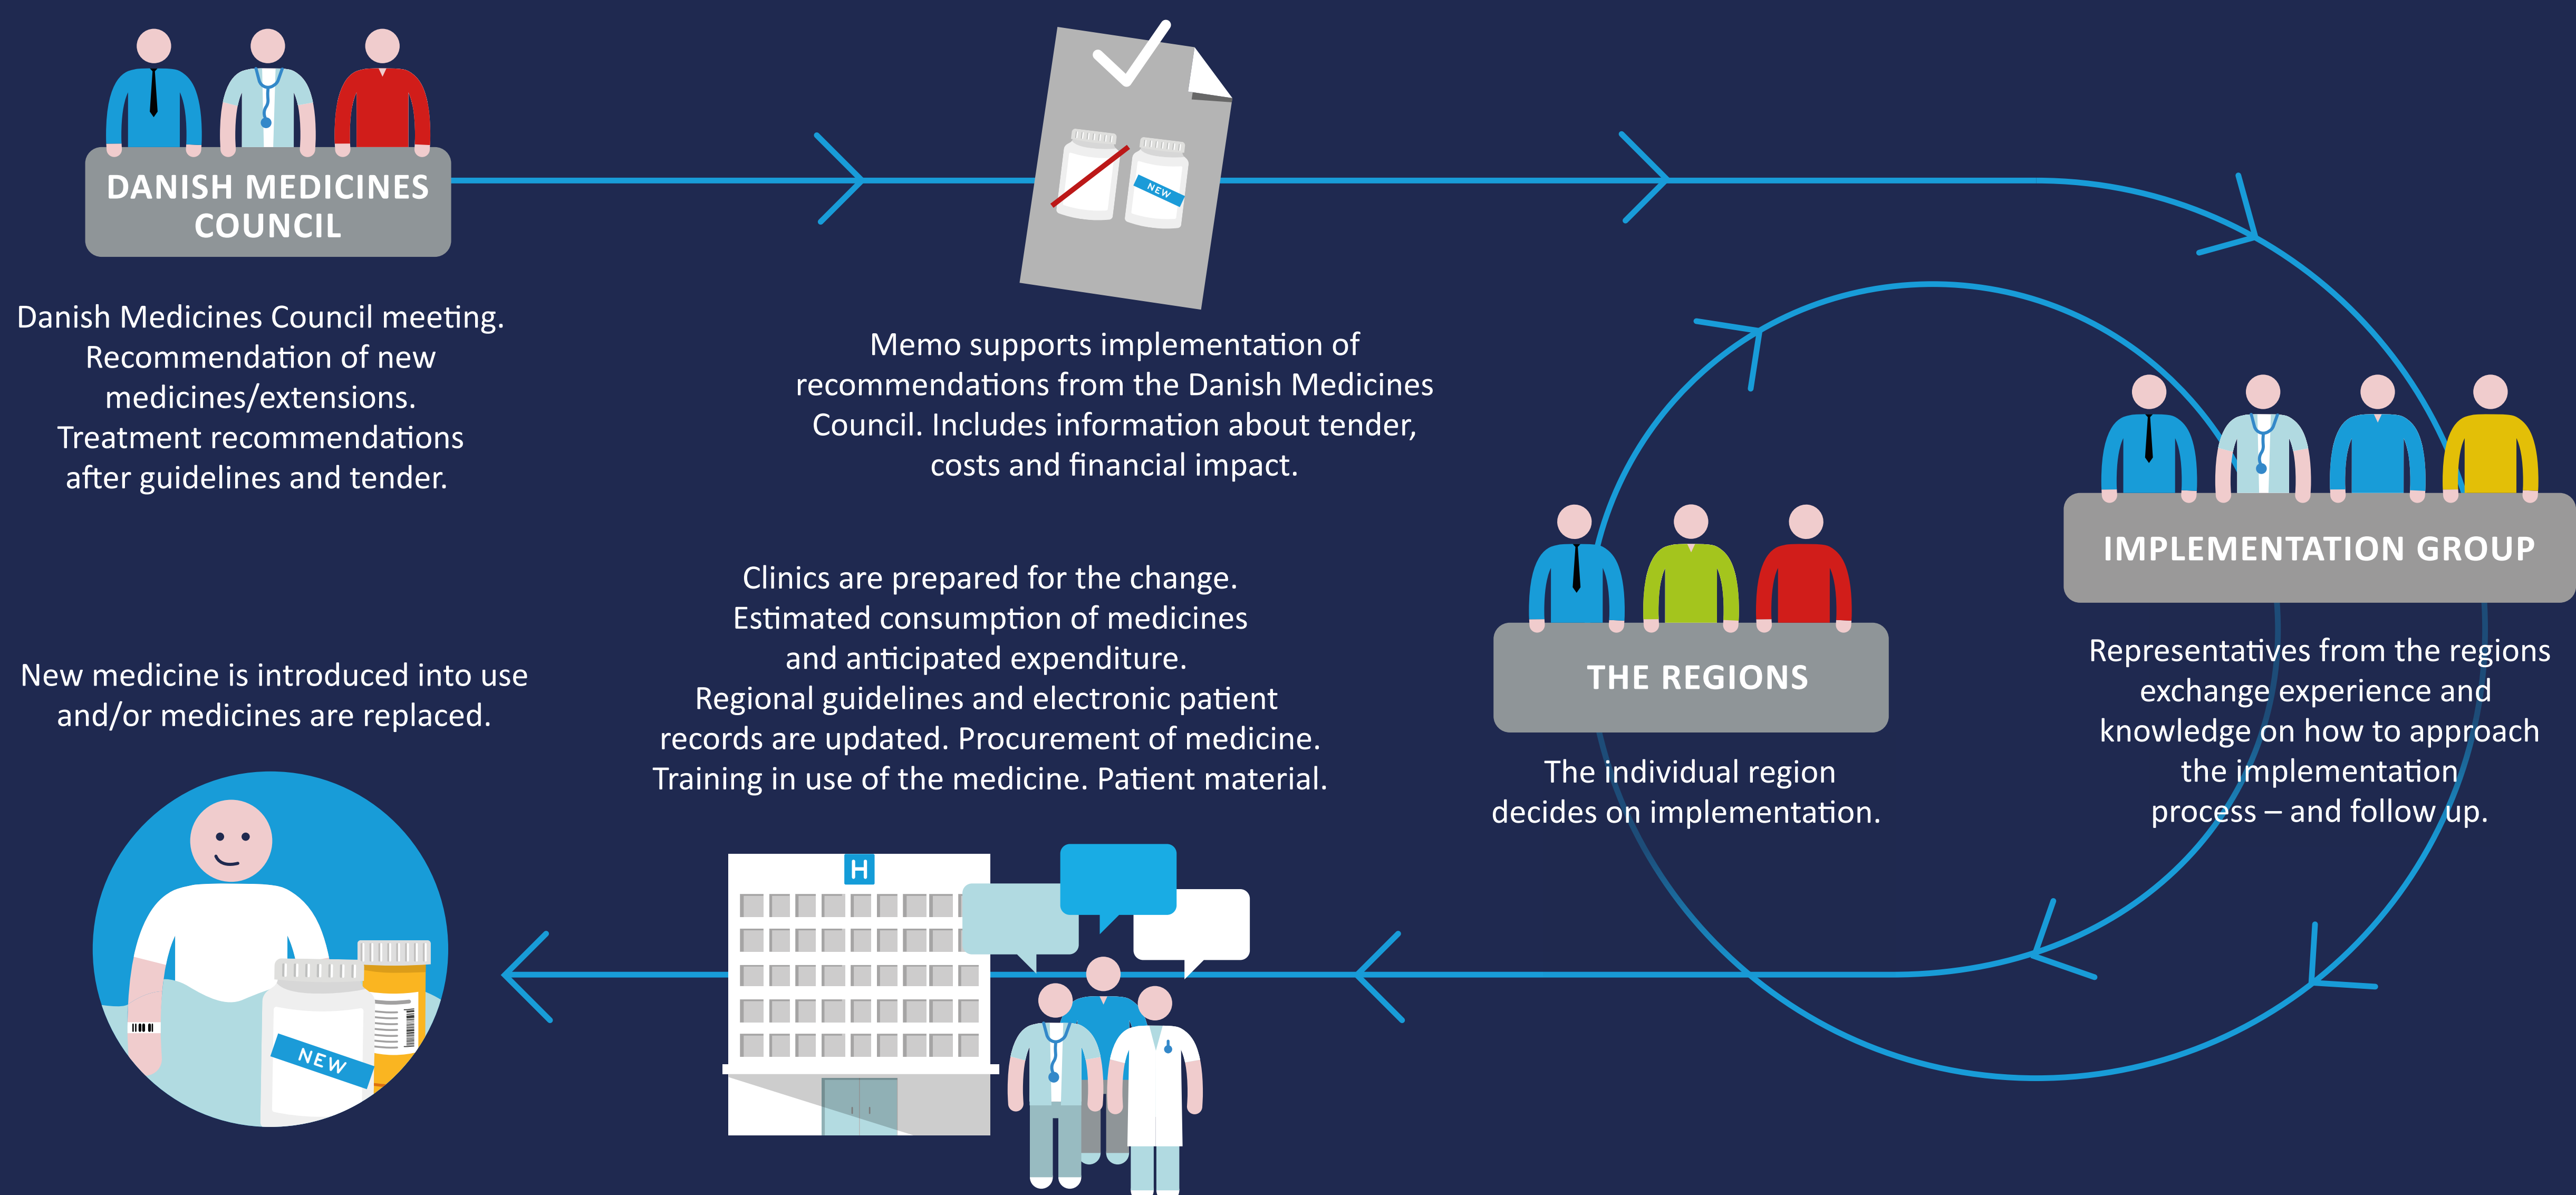 DANISH MEDICINES
COUNCIL
Danish Medicines Council meeting.
Recommendation of new
medicines/extensions.
Treatment recommendations
after guidelines and tender.
NEW
Memo supports implementation of
recommendations from the Danish Medicines
Council. Includes information about tender,
costs and financial impact.
IMPLEMENTATION GROUP
Representatives from the regions
exchange experience and
knowledge on how to approach
the implementation
process – and follow up.
THE REGIONS
The individual region
decides on implementation.
Clinics are prepared for the change.
Estimated consumption of medicines
and anticipated expenditure.
Regional guidelines and electronic patient
records are updated. Procurement of medicine.
Training in use of the medicine. Patient material.
H
New medicine is introduced into use
and/or medicines are replaced.
NEW